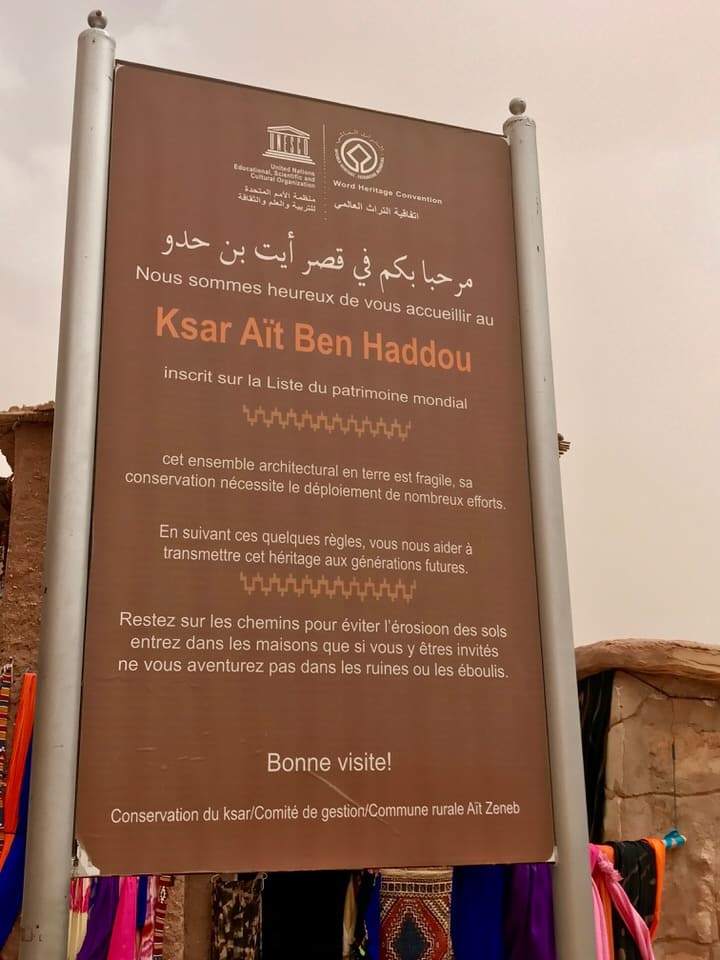 United Nations
Educational, Scientific and
Cultural Organization
منظمة الأمم المتحدة
للتربية والعلم والثقافة
Word Heritage Convention
اتفاقية التراث العالمي
مرحبا بكم في قصر أيت بن حدو
Nous sommes heureux de vous accueillir au
Ksar Aït Ben Haddou
inscrit sur la Liste du patrimoine mondial
cet ensemble architectural en terre est fragile, sa
conservation nécessite le déploiement de nombreux efforts.
En suivant ces quelques règles, vous nous aider à
transmettre cet héritage aux générations futures.
Restez sur les chemins pour éviter l'érosioon des sols
entrez dans les maisons que si vous y êtres invités
ne vous aventurez pas dans les ruines ou les éboulis.
Bonne visite!
Conservation du ksar/Comité de gestion/Commune rurale Aït Zeneb